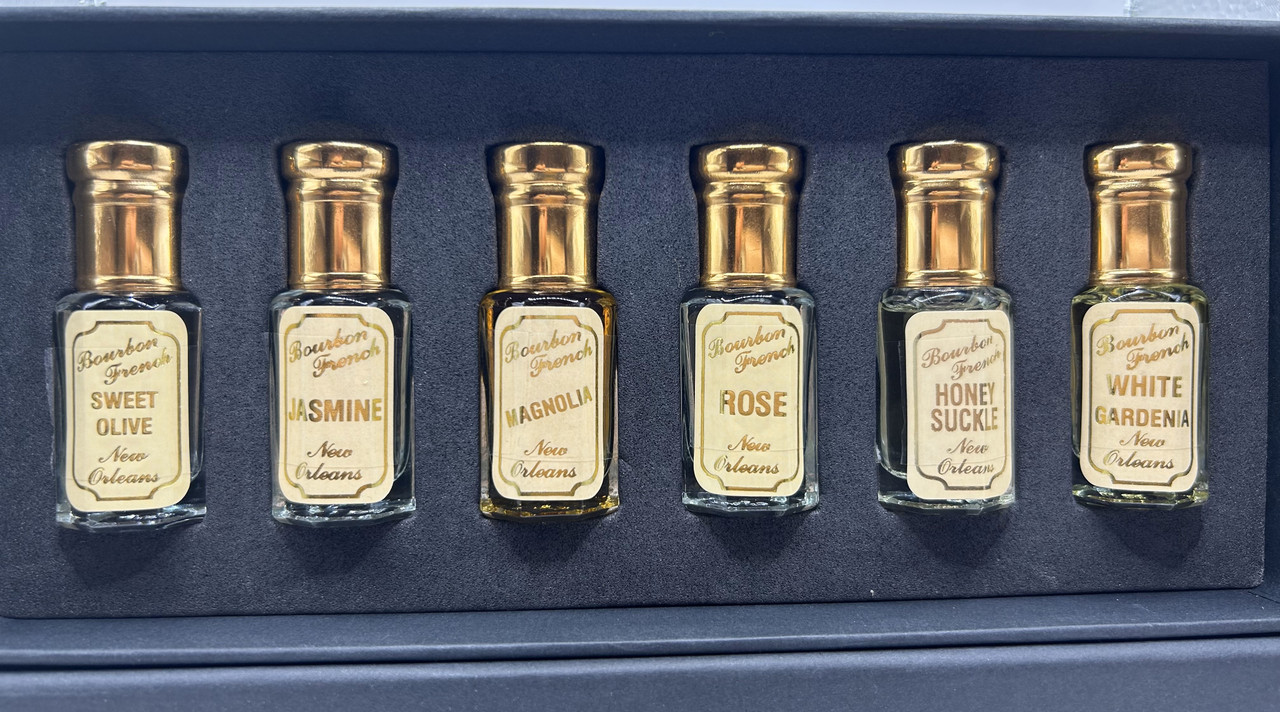 Bourbon
French
SWEET
OLIVE
New
Orleans
Bourbon
French
JASMINE
New
Orleans
Bourbon
French
MAGNOLIA
New
Orleans
Bourbon
French
ROSE
New
Orleans
Bourbon
French
HONEY
SUCKLE
New
Orleans
Bourbon
French
WHITE
GARDENIA
New
Orleans